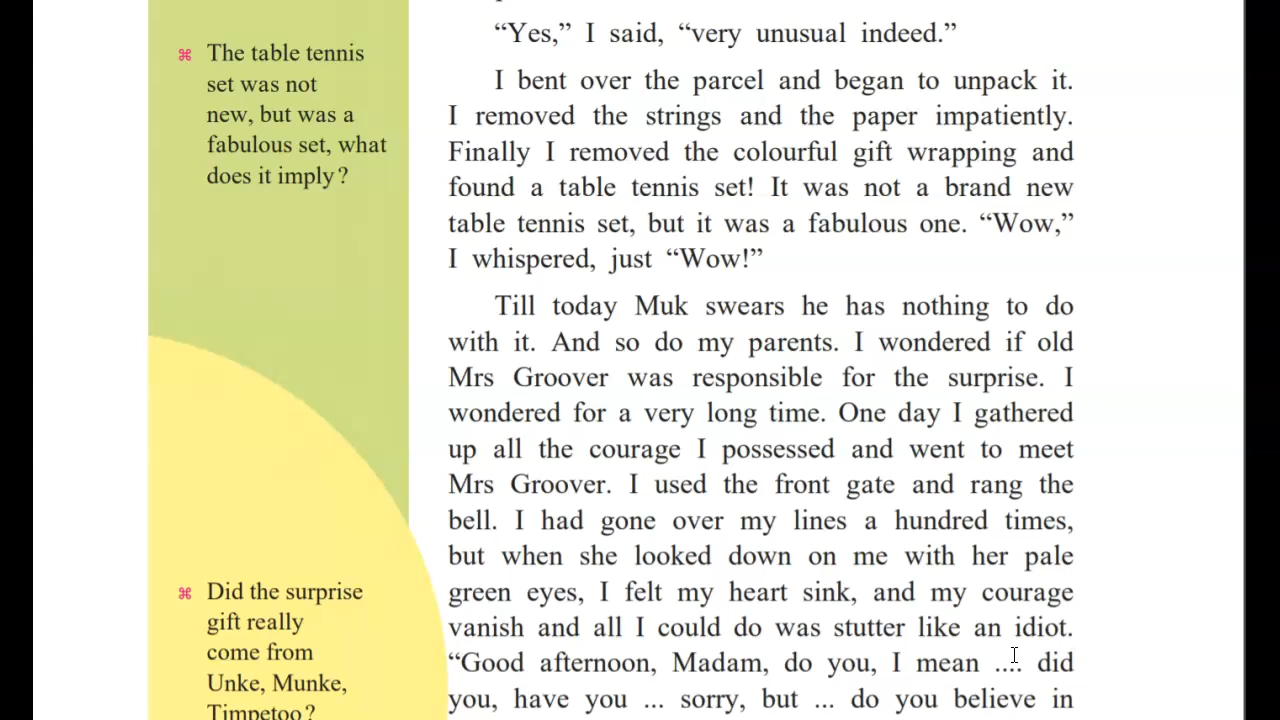 ⌘ The table tennis
set was not
new, but was a
fabulous set, what
does it imply?
⌘ Did the surprise
gift really
come from
Unke, Munke,
Timpetoo?
“Yes,” I said, “very unusual indeed.”
I bent over the parcel and began to unpack it.
I removed the strings and the paper impatiently.
Finally I removed the colourful gift wrapping and
found a table tennis set! It was not a brand new
table tennis set, but it was a fabulous one. “Wow,”
I whispered, just “Wow!”
Till today Muk swears he has nothing to do
with it. And so do my parents. I wondered if old
Mrs Groover was responsible for the surprise. I
wondered for a very long time. One day I gathered
up all the courage I possessed and went to meet
Mrs Groover. I used the front gate and rang the
bell. I had gone over my lines a hundred times,
but when she looked down on me with her pale
green eyes, I felt my heart sink, and my courage
vanish and all I could do was stutter like an idiot.
“Good afternoon, Madam, do you, I mean .... did
you, have you ... sorry, but ... do you believe in